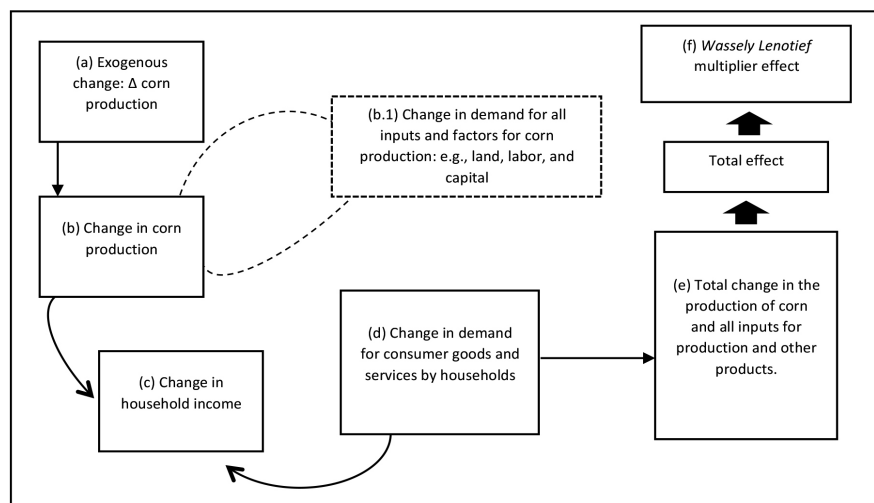 (a) Exogenous
change: Δ corn
production
(b.1) Change in demand for all
inputs and factors for corn
production: e.g., land, labor, and
capital
(f) Wassely Lenotief
multiplier effect
Total effect
(b) Change in corn
production
(c) Change in
household income
(d) Change in demand
for consumer goods and
services by households
(e) Total change in the
production of corn
and all inputs for
production and other
products.